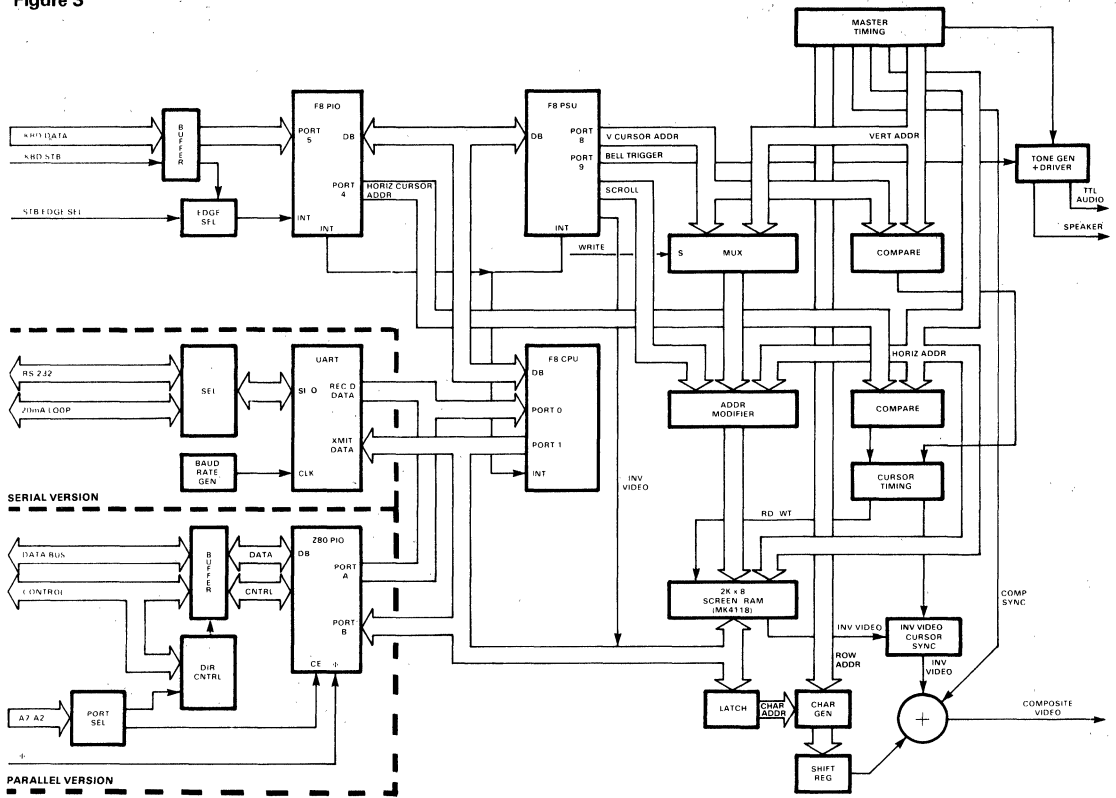 Figure 3
MASTER
TIMING
F8 PIO
F8 PSU
KBD DATA
KBD STB
BUFFER
PORT
5
DB
DB
PORT
8
PORT
9
V CURSOR ADDR
BELL TRIGGER
SCROLL
VERT ADDR
TONE GEN
+ DRIVER
TTL
AUDIO
SPEAKER
STB EDGE SEL
EDGE
SEL
PORT
4
HORIZ CURSOR
ADDR
INT
INT
INT
WRITE
S
MUX
COMPARE
RS 232
20mA LOOP
SEL
UART
SI O
REC D
DATA
XMIT
DATA
CLK
BAUD
RATE
GEN
F8 CPU
DB
PORT 0
PORT 1
INT
HORIZ ADDR
ADDR
MODIFIER
COMPARE
CURSOR
TIMING
INV
VIDEO
RD WT
SERIAL VERSION
DATA BUS
CONTROL
BUFFER
DATA
CNTRL
Z80 PIO
DB
PORT
A
PORT
B
CE
DIR
CNTRL
A7 A2
PORT
SEL
PARALLEL VERSION
2K x 8
SCREEN RAM
(MK4118)
INV VIDEO
INV VIDEO
CURSOR
SYNC
COMP
SYNC
INV
VIDEO
ROW
ADDR
LATCH
CHAR
ADDR
CHAR
GEN
+
COMPOSITE
VIDEO
SHIFT
REG